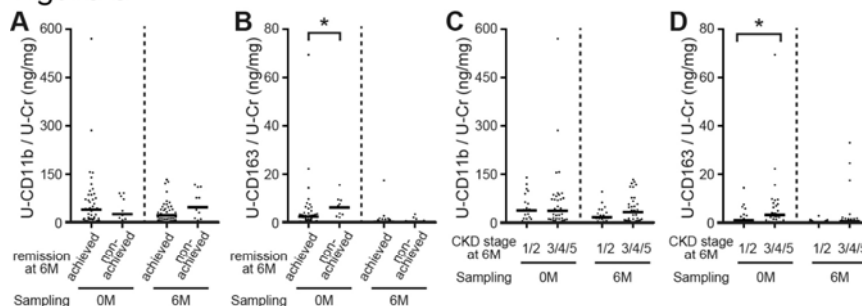 A
U-CD11b / U-Cr (ng/mg)
600
450
300
150
0
remission
at 6M
achieved
non-
achieved
achieved
non-
achieved
Sampling
0M
6M
B
U-CD163 / U-Cr (ng/mg)
80
60
40
20
0
*
achieved
non-
achieved
achieved
non-
achieved
0M
6M
C
U-CD11b / U-Cr (ng/mg)
600
450
300
150
0
CKD stage
at 6M
1/2 3/4/5 1/2 3/4/5
Sampling
0M
6M
D
U-CD163 / U-Cr (ng/mg)
80
60
40
20
0
*
CKD stage
at 6M
1/2 3/4/5 1/2 3/4/5
Sampling
0M
6M